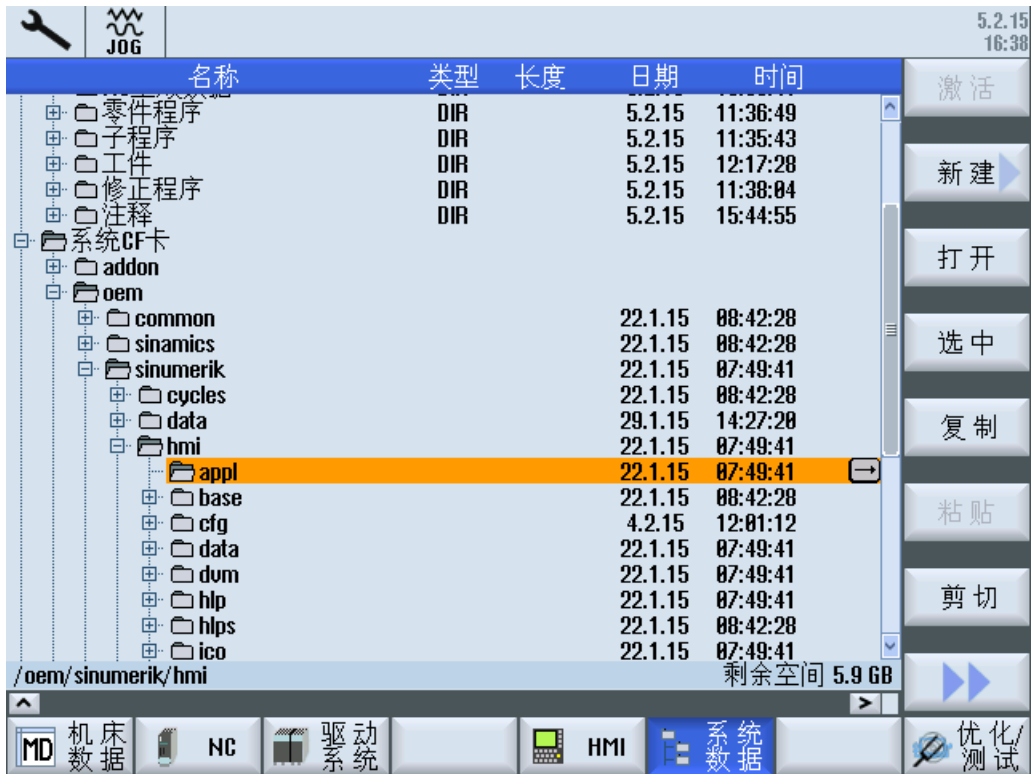 JOG
5.2.15
16:38
名称 类型 长度 日期 时间
零件程序 DIR 5.2.15 11:36:49
子程序 DIR 5.2.15 11:35:43
工件 DIR 5.2.15 12:17:28
修正程序 DIR 5.2.15 11:38:04
注释 DIR 5.2.15 15:44:55
系统CF卡
addon
oem
common 22.1.15 08:42:28
sinamics 22.1.15 08:42:28
sinumerik 22.1.15 07:49:41
cycles 22.1.15 08:42:28
data 29.1.15 14:27:20
hmi 22.1.15 07:49:41
appl 22.1.15 07:49:41
base 22.1.15 08:42:28
cfg 4.2.15 12:01:12
data 22.1.15 07:49:41
dvm 22.1.15 07:49:41
hlp 22.1.15 07:49:41
hlps 22.1.15 08:42:28
ico 22.1.15 07:49:41
/oem/sinumerik/hmi 剩余空间 5.9 GB
激活
新建
打开
选中
复制
粘贴
剪切
MD 机床
数据
NC
驱动
系统
HMI
系统
数据
优化/
测试